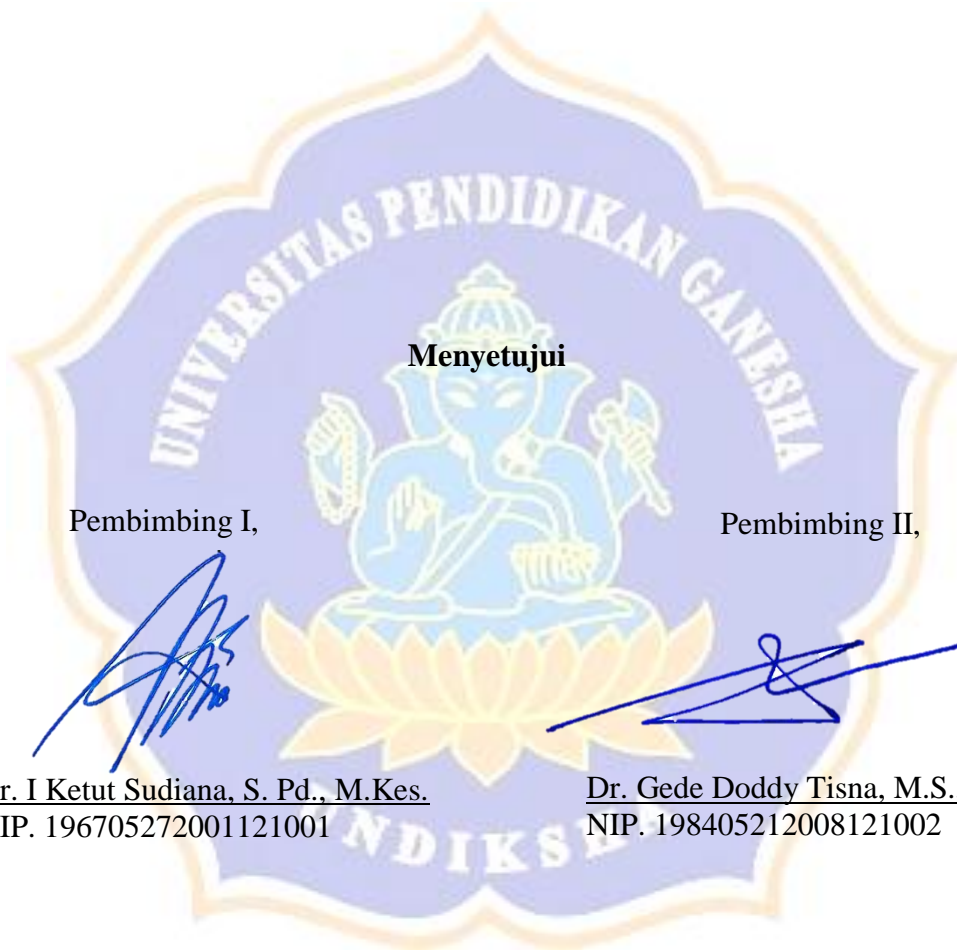 UNIVERSITAS PENDIDIKAN GANESHA
Menyetujui
Pembimbing I,
Pembimbing II,
r. I Ketut Sudiana, S. Pd., M.Kes.
IP. 196705272001121001
Dr. Gede Doddy Tisna, M.S.
NIP. 198405212008121002
UNDIKSHA